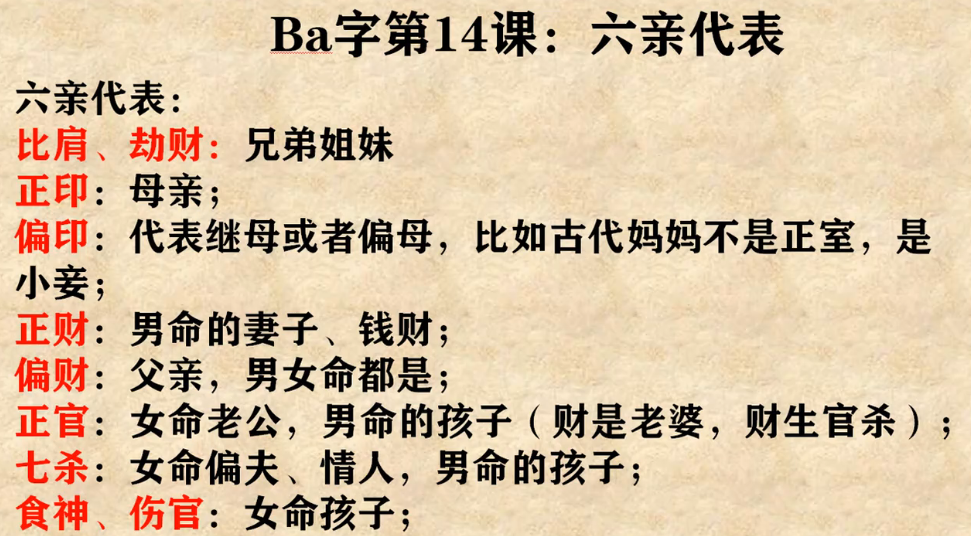 Ba字第14课：六亲代表
六亲代表：
比肩、劫财：兄弟姐妹
正印：母亲；
偏印：代表继母或者偏母，比如古代妈妈不是正室，是
小妾；
正财：男命的妻子、钱财；
偏财：父亲，男女命都是；
正官：女命老公，男命的孩子（财是老婆，财生官杀）；
七杀：女命偏夫、情人，男命的孩子；
食神、伤官：女命孩子；